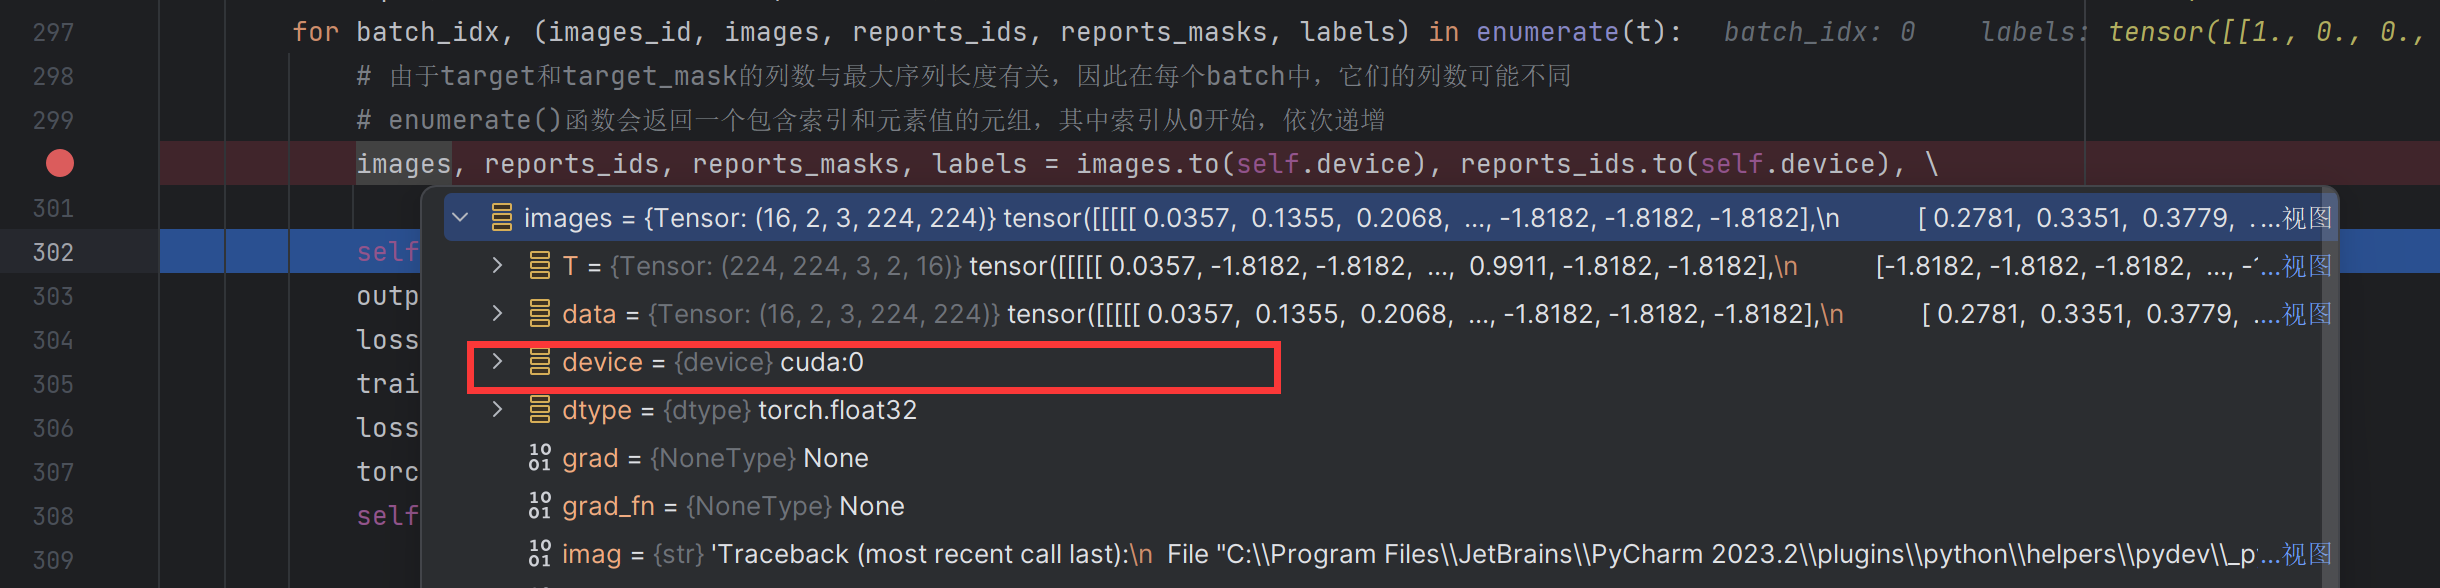 297 for batch_idx, (images_id, images, reports_ids, reports_masks, labels) in enumerate(t): batch_idx: 0 labels: tensor([[1., 0., 0.,
298 # 由于target和target_mask的列数与最大序列长度有关，因此在每个batch中，它们的列数可能不同
299 # enumerate()函数会返回一个包含索引和元素值的元组，其中索引从0开始，依次递增
images, reports_ids, reports_masks, labels = images.to(self.device), reports_ids.to(self.device), \
301
images = {Tensor: (16, 2, 3, 224, 224)} tensor([[[[[ 0.0357, 0.1355, 0.2068, ..., -1.8182, -1.8182, -1.8182],\n [ 0.2781, 0.3351, 0.3779, ...视图
302 self
T = {Tensor: (224, 224, 3, 2, 16)} tensor([[[[[ 0.0357, -1.8182, -1.8182, ..., 0.9911, -1.8182, -1.8182],\n [-1.8182, -1.8182, -1.8182, ..., -...视图
303 outp
data = {Tensor: (16, 2, 3, 224, 224)} tensor([[[[[ 0.0357, 0.1355, 0.2068, ..., -1.8182, -1.8182, -1.8182],\n [ 0.2781, 0.3351, 0.3779, ...视图
304 loss
device = {device} cuda:0
305 trai
dtype = {dtype} torch.float32
306 loss
grad = {NoneType} None
307 torc
grad_fn = {NoneType} None
308 self
imag = {str} 'Traceback (most recent call last):\n File "C:\\Program Files\\JetBrains\\PyCharm 2023.2\\plugins\\python\\helpers\\pydev\\_p...视图
309